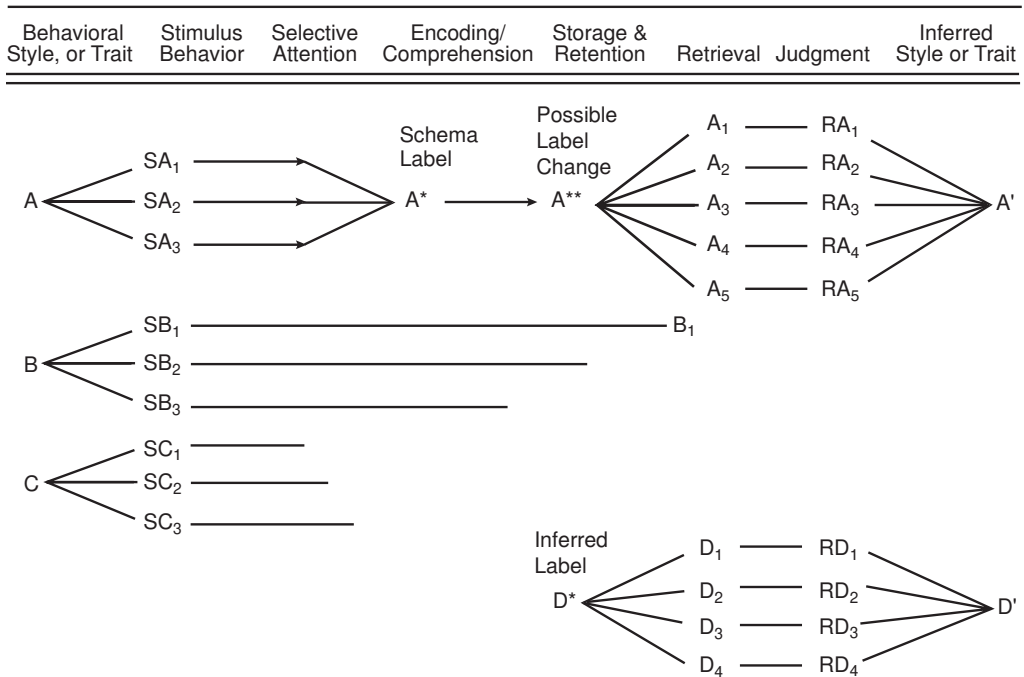 Behavioral Stimulus Selective Encoding/ Storage & Inferred
Style, or Trait Behavior Attention Comprehension Retention Retrieval Judgment Style or Trait
Schema
Label
Possible
Label
Change
A
SA₁
SA₂
SA₃
A*
A**
A₁ RA₁
A₂ RA₂
A₃ RA₃
A₄ RA₄
A₅ RA₅
A'
B
SB₁ B₁
SB₂
SB₃
C
SC₁
SC₂
SC₃
Inferred
Label
D*
D₁ RD₁
D₂ RD₂
D₃ RD₃
D₄ RD₄
D'